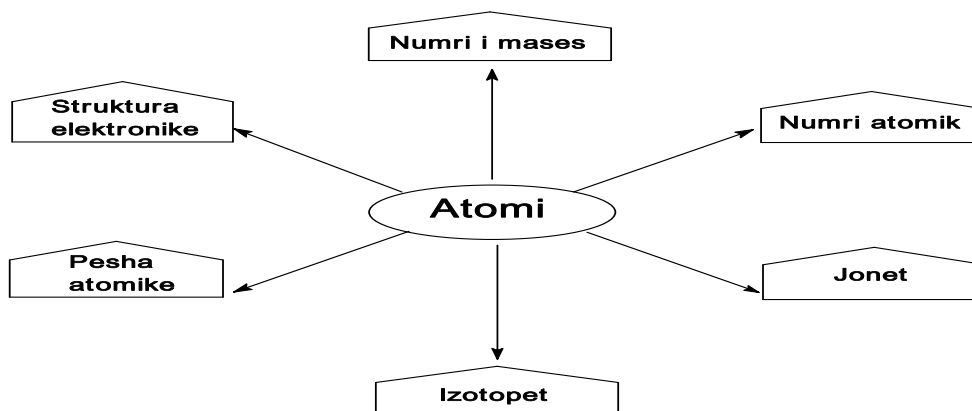 Numri i mases
Struktura
elektronike
Numri atomik
Atomi
Pesha
atomike
Jonet
Izotopet